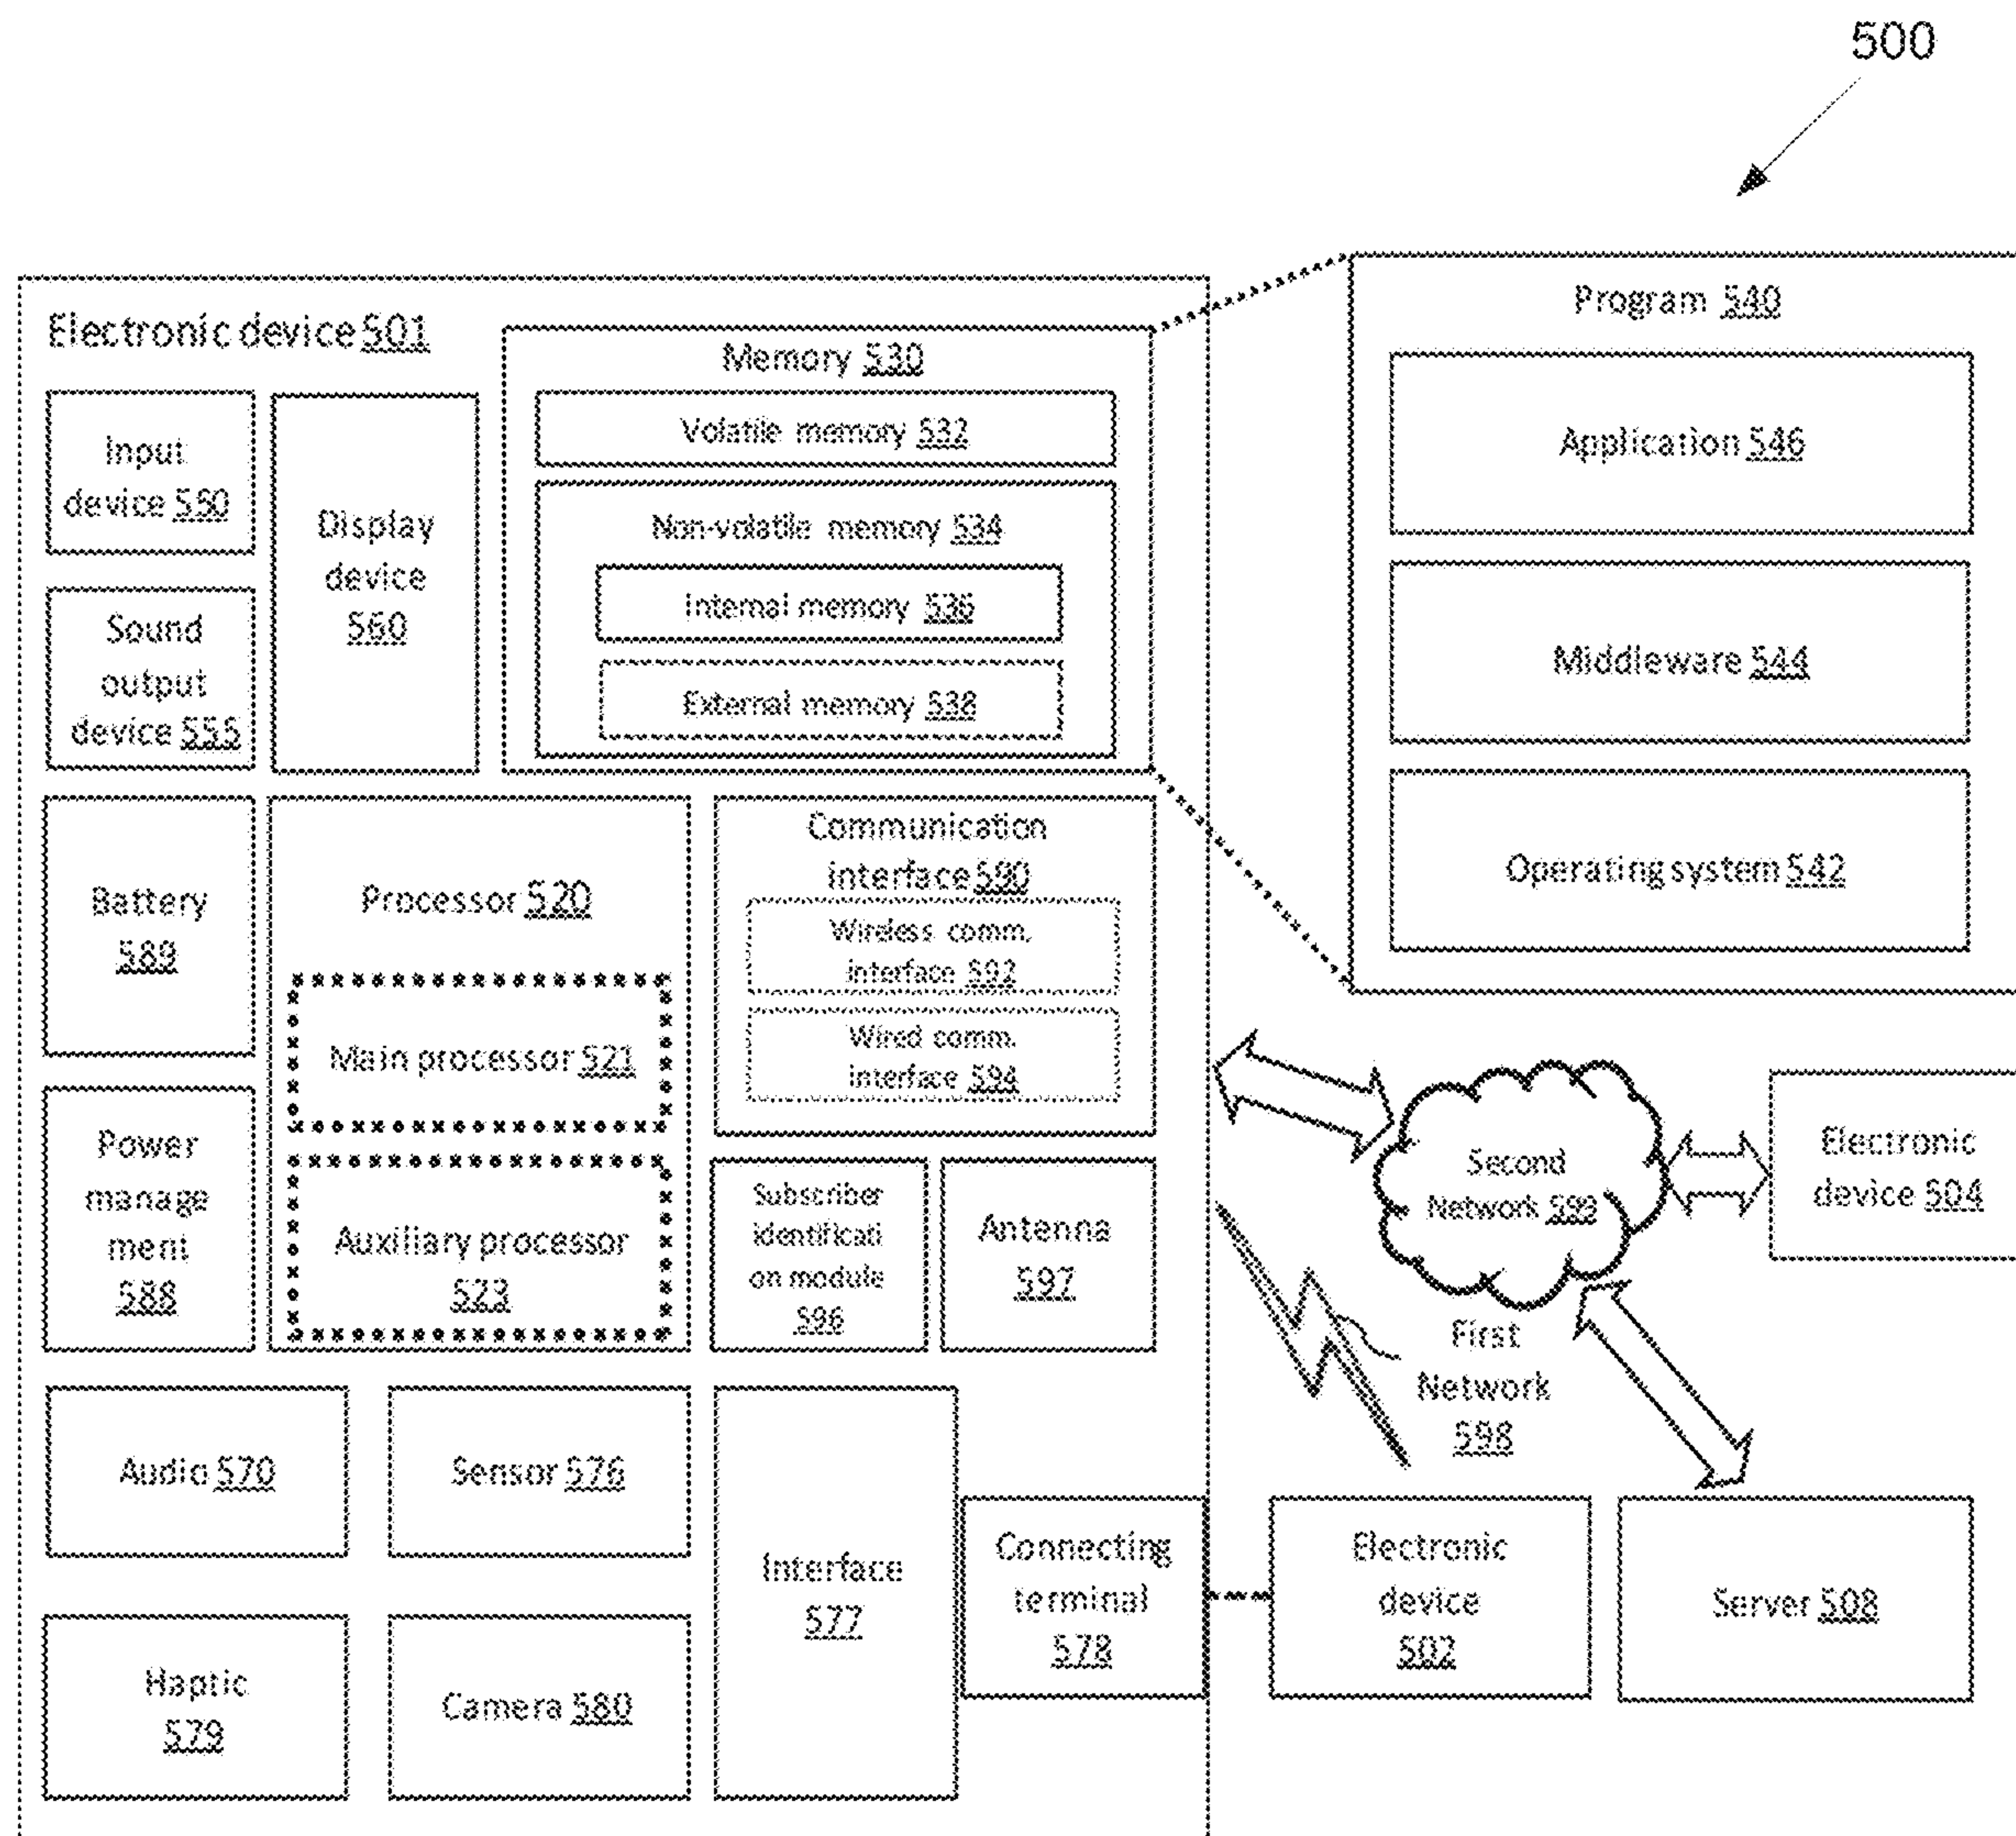 500
Electronic device 501
Input
device 550
Sound
output
device 555
Display
device
560
Memory 530
Volatile memory 532
Non-volatile memory 534
Internal memory 536
External memory 538
Program 540
Application 546
Middleware 544
Operating system 542
Battery
589
Power
manage
ment
588
Processor 520
Main processor 521
Auxiliary processor
523
Communication
interface 590
Wireless comm.
interface 592
Wired comm.
interface 594
Subscriber
identificati
on module
596
Antenna
597
Second
Network 599
Electronic
device 504
First
Network
598
Audio 570
Sensor 576
Interface
577
Connecting
terminal
578
Electronic
device
502
Server 508
Haptic
579
Camera 580